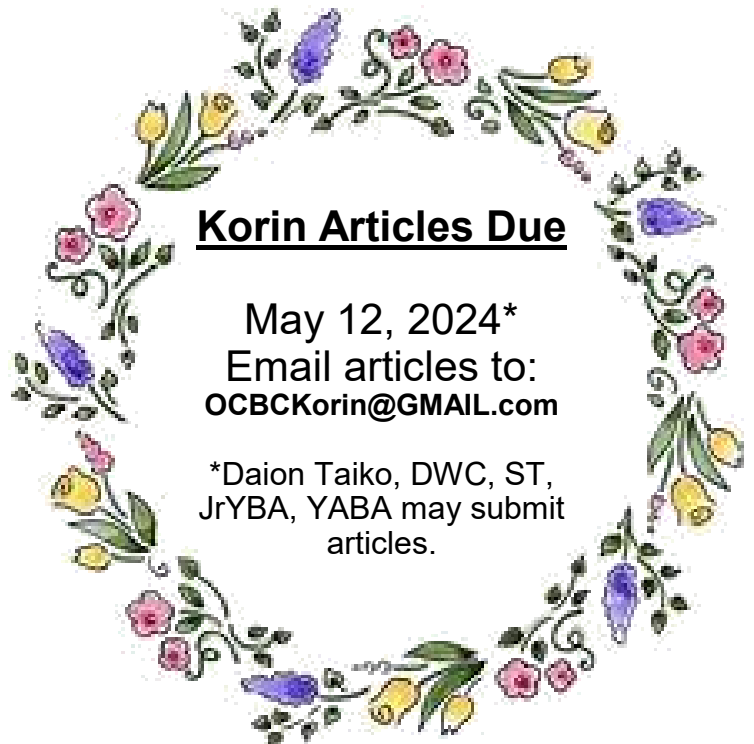 Korin Articles Due
May 12, 2024*
Email articles to:
OCBCKorin@GMAIL.com
*Daion Taiko, DWC, ST,
JrYBA, YABA may submit
articles.